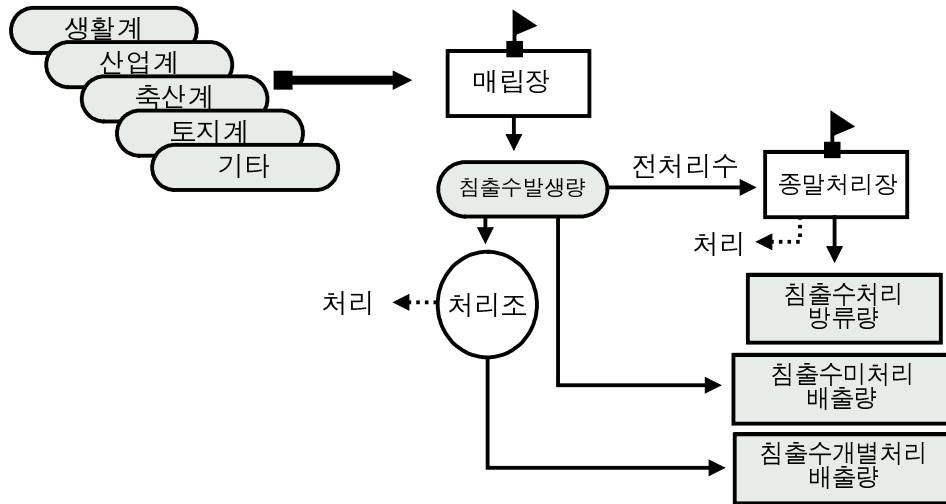 생활계
산업계
축산계
토지계
기타
매립장
침출수발생량
전처리수
종말처리장
처리
처리
처리조
침출수처리
방류량
침출수미처리
배출량
침출수개별처리
배출량